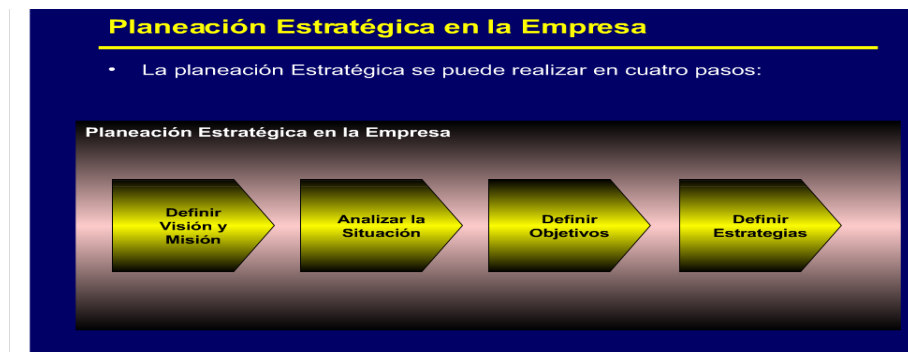 Planeación Estratégica en la Empresa
• La planeación Estratégica se puede realizar en cuatro pasos:
Planeación Estratégica en la Empresa
Definir
Visión y
Misión
Analizar la
Situación
Definir
Objetivos
Definir
Estrategias